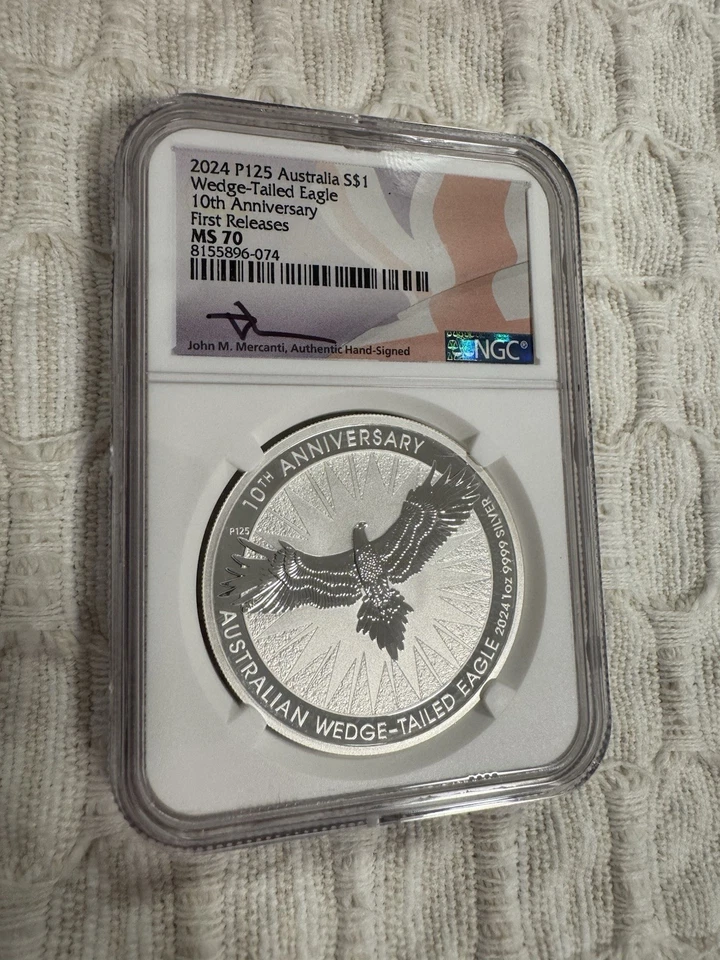 2024 P125 Australia S$1
Wedge-Tailed Eagle
10th Anniversary
First Releases
MS 70
8155896-074
John M. Mercanti, Authentic Hand-Signed
NGC®
10TH ANNIVERSARY
P125
AUSTRALIAN WEDGE-TAILED EAGLE 2024 1oz 9999 SILVER